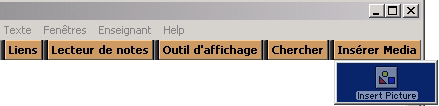 Texte Fenêtres Enseignant Help
Liens Lecteur de notes Outil d'affichage Chercher Insérer Media
Insert Picture